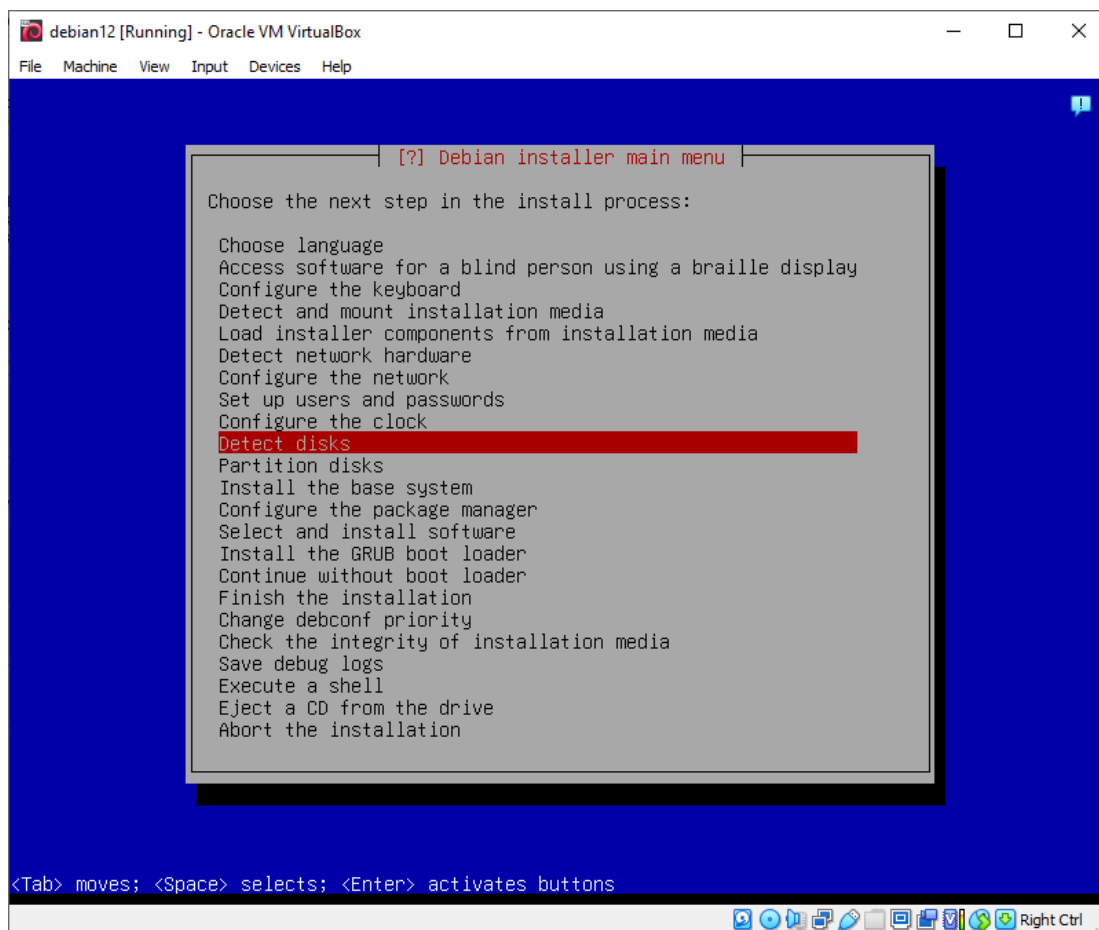 debian12 [Running] - Oracle VM VirtualBox
File Machine View Input Devices Help
[?] Debian installer main menu
Choose the next step in the install process:
Choose language
Access software for a blind person using a braille display
Configure the keyboard
Detect and mount installation media
Load installer components from installation media
Detect network hardware
Configure the network
Set up users and passwords
Configure the clock
Detect disks
Partition disks
Install the base system
Configure the package manager
Select and install software
Install the GRUB boot loader
Continue without boot loader
Finish the installation
Change debconf priority
Check the integrity of installation media
Save debug logs
Execute a shell
Eject a CD from the drive
Abort the installation
<Tab> moves; <Space> selects; <Enter> activates buttons
Right Ctrl